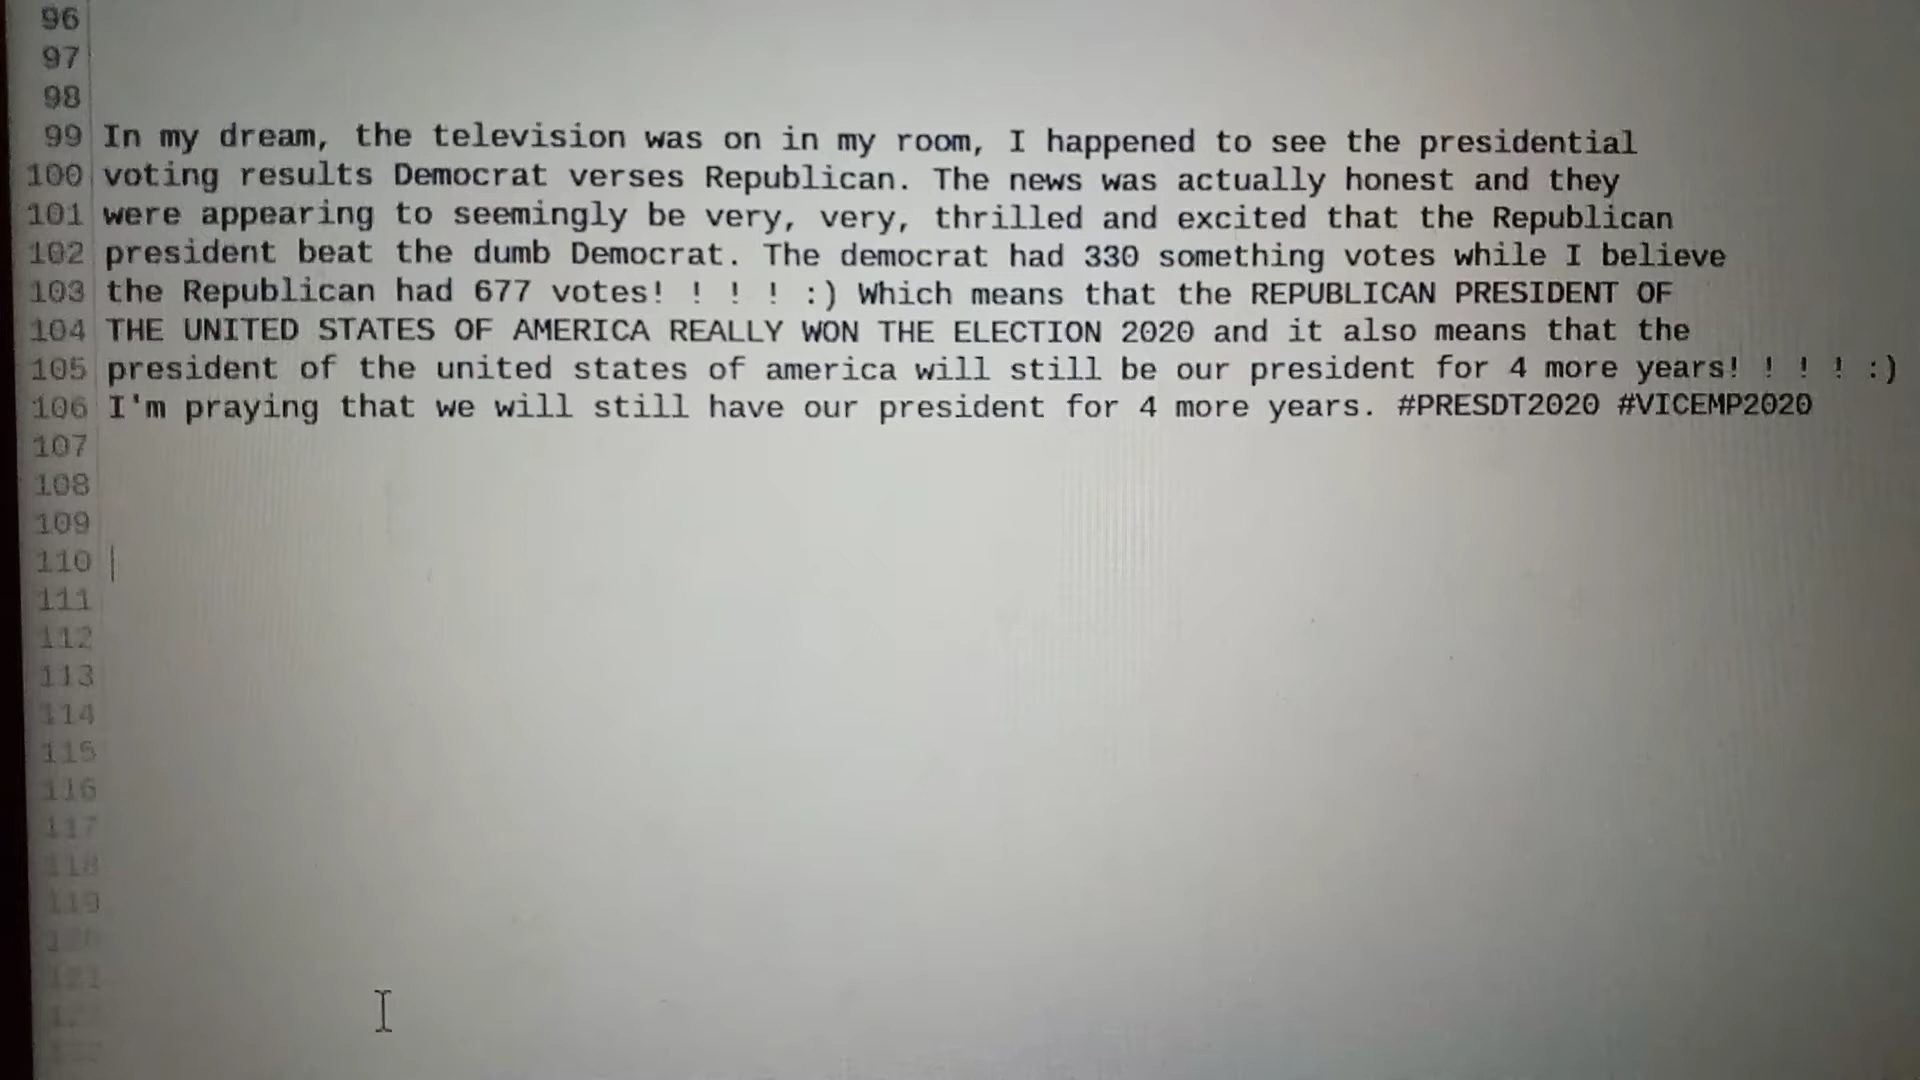 96
97
98
99 In my dream, the television was on in my room, I happened to see the presidential
100 voting results Democrat verses Republican. The news was actually honest and they
101 were appearing to seemingly be very, very, thrilled and excited that the Republican
102 president beat the dumb Democrat. The democrat had 330 something votes while I believe
103 the Republican had 677 votes! ! ! ! :) Which means that the REPUBLICAN PRESIDENT OF
104 THE UNITED STATES OF AMERICA REALLY WON THE ELECTION 2020 and it also means that the
105 president of the united states of america will still be our president for 4 more years! ! ! ! :)
106 I'm praying that we will still have our president for 4 more years. #PRESDT2020 #VICEMP2020
107
108
109
110
111
112
113
114
115
116
117
118
119
120
121